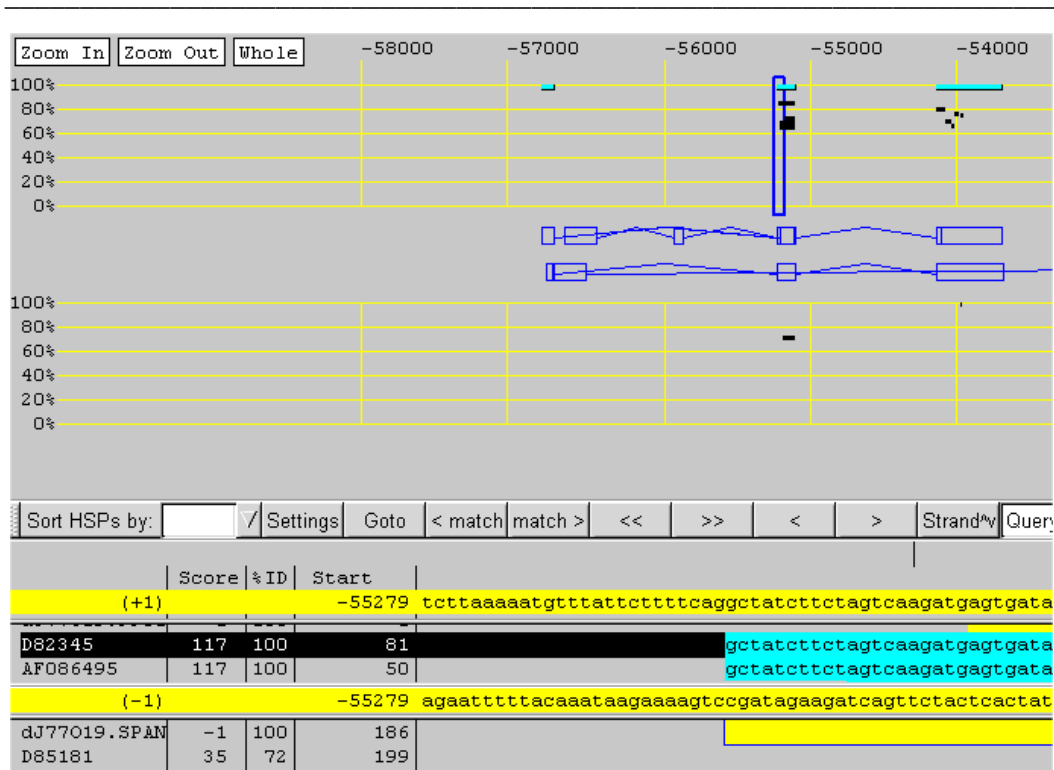 Zoom In Zoom Out Whole -58000 -57000 -56000 -55000 -54000
100%
80%
60%
40%
20%
0%
100%
80%
60%
40%
20%
0%
Sort HSPs by: Settings Goto < match match > << >> < > Strand^v Query
Score %ID Start
(+1) -55279 tcttaaaaatgtttattcttttcaggctatcttctagtcaagatgagtgata
D82345 117 100 81 gctatcttctagtcaagatgagtgata
AF086495 117 100 50 gctatcttctagtcaagatgagtgata
(-1) -55279 agaatttttacaaataagaaaagtccgatagaagatcagttctactcactat
dJ77O19.SPAN -1 100 186
D85181 35 72 199